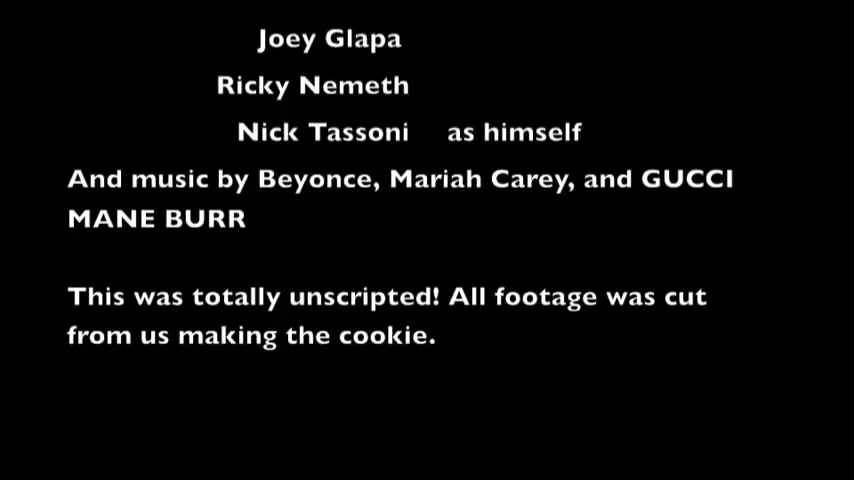 Joey Glapa
Ricky Nemeth
Nick Tassoni as himself
And music by Beyonce, Mariah Carey, and GUCCI
MANE BURR
This was totally unscripted! All footage was cut
from us making the cookie.